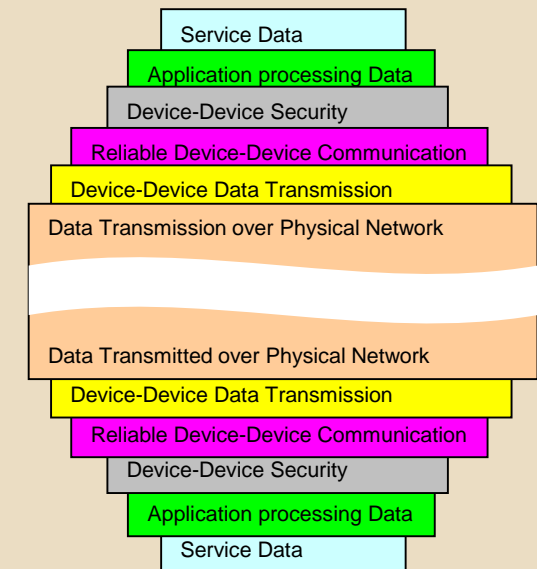 Service Data
Application processing Data
Device-Device Security
Reliable Device-Device Communication
Device-Device Data Transmission
Data Transmission over Physical Network
Data Transmitted over Physical Network
Device-Device Data Transmission
Reliable Device-Device Communication
Device-Device Security
Application processing Data
Service Data